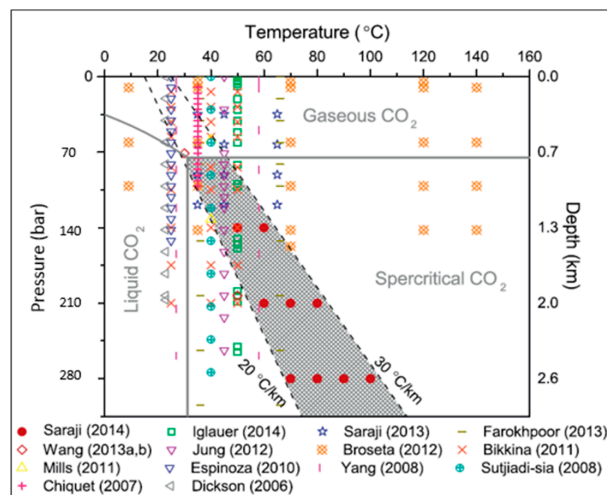 Temperature (°C)
0 20 40 60 80 100 120 140 160
0 0.0
Gaseous CO2
70 0.7
Pressure (bar)
Liquid CO2
140 1.3
Depth (km)
Spercritical CO2
210 2.0
280 2.6
20 °C/km
30 °C/km
Saraji (2014) Iglauer (2014) Saraji (2013) Farokhpoor (2013)
Wang (2013a,b) Jung (2012) Broseta (2012) Bikkina (2011)
Mills (2011) Espinoza (2010) Yang (2008) Sutjiadi-sia (2008)
Chiquet (2007) Dickson (2006)